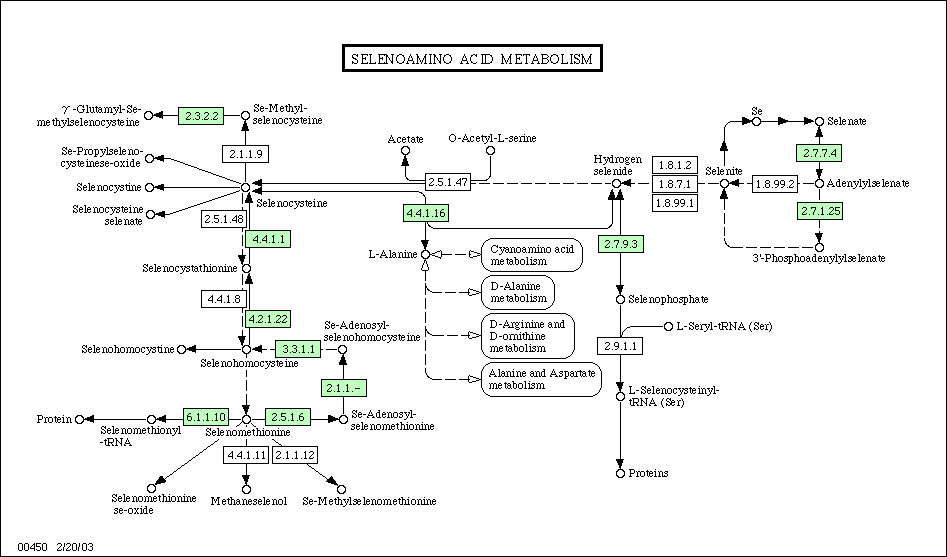 SELENOAMINO ACID METABOLISM
γ-Glutamyl-Se-
methylselenocysteine
2.3.2.2
Se-Methyl-
selenocysteine
Se
Selenate
Acetate
O-Acetyl-L-serine
2.1.1.9
Se-Propylseleno-
cysteinese-oxide
Hydrogen
selenide
1.8.1.2
Selenite
2.7.7.4
Selenocystine
Selenocysteine
2.5.1.47
1.8.7.1
1.8.99.2
Adenylylselenate
1.8.99.1
Selenocysteine
selenate
2.5.1.48
4.4.1.16
2.7.1.25
4.4.1.1
2.7.9.3
L-Alanine
Cyanoamino acid
metabolism
3'-Phosphoadenylylselenate
Selenocystathionine
D-Alanine
metabolism
4.4.1.8
Selenophosphate
4.2.1.22
D-Arginine and
D-ornithine
metabolism
L-Seryl-tRNA (Ser)
2.9.1.1
Se-Adenosyl-
selenohomocysteine
Selenohomocystine
Selenohomocysteine
3.3.1.1
Alanine and Aspartate
metabolism
2.1.1.-
L-Selenocysteinyl-
tRNA (Ser)
Protein
Selenomethionyl
-tRNA
6.1.1.10
Selenomethionine
2.5.1.6
Se-Adenosyl-
selenomethionine
4.4.1.11
2.1.1.12
Proteins
Selenomethionine
se-oxide
Methaneselenol
Se-Methylselenomethionine
00450 2/20/03